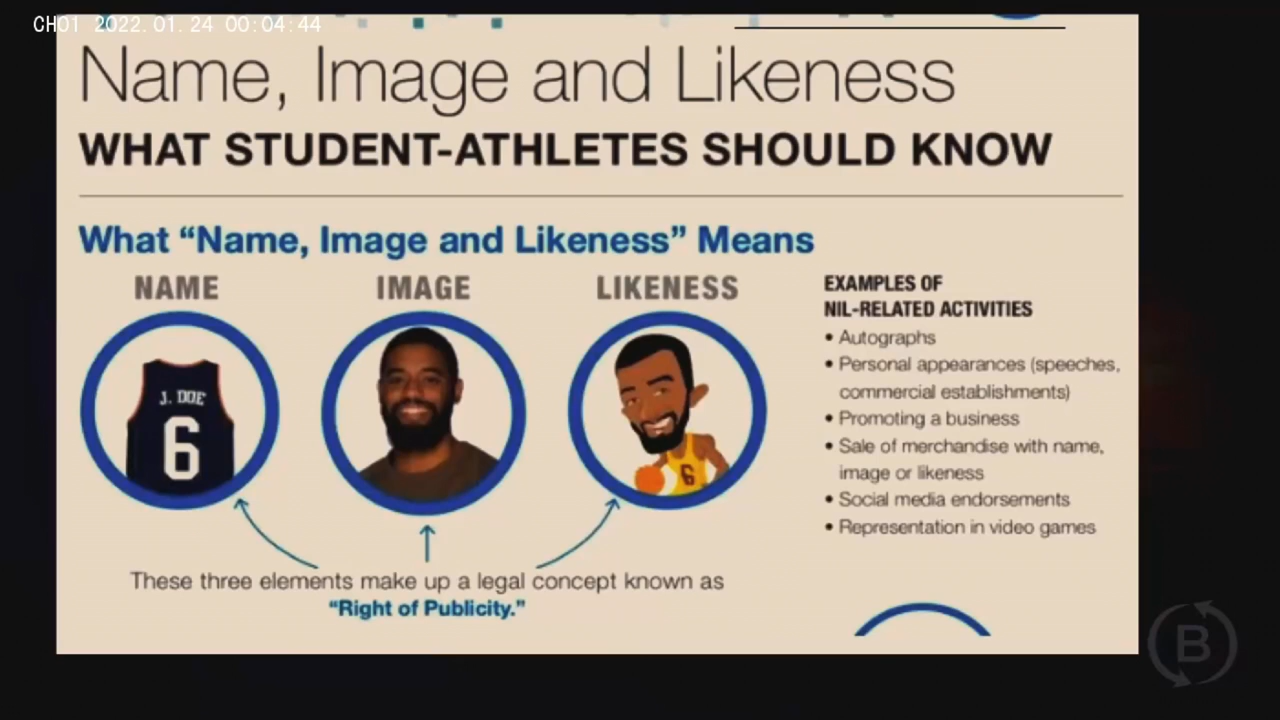 CH01 2022.01.24 00:04:44
Name, Image and Likeness
WHAT STUDENT-ATHLETES SHOULD KNOW
What “Name, Image and Likeness” Means
NAME
IMAGE
LIKENESS
J. DOE
6
6
These three elements make up a legal concept known as
“Right of Publicity.”
EXAMPLES OF
NIL-RELATED ACTIVITIES
• Autographs
• Personal appearances (speeches,
commercial establishments)
• Promoting a business
• Sale of merchandise with name,
image or likeness
• Social media endorsements
• Representation in video games
B